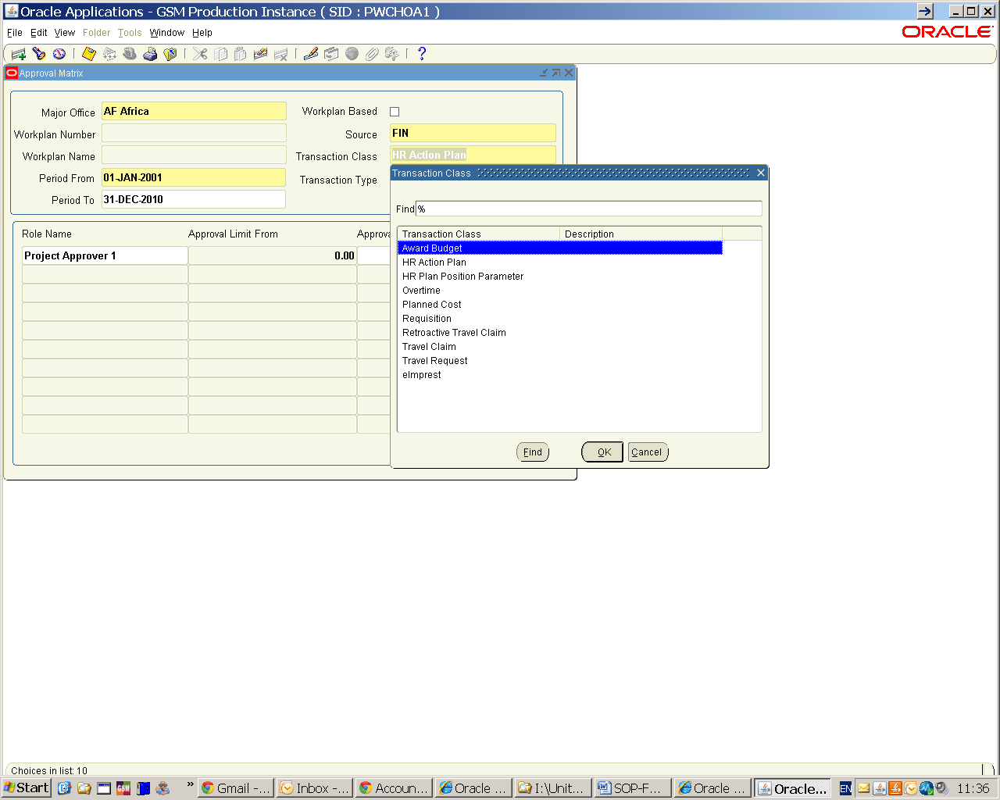 Oracle Applications - GSM Production Instance ( SID : PWCHOA1 )
File Edit View Folder Tools Window Help
ORACLE
Approval Matrix
Major Office AF Africa Workplan Based
Workplan Number Source FIN
Workplan Name Transaction Class HR Action Plan
Period From 01-JAN-2001 Transaction Type
Period To 31-DEC-2010
Role Name Approval Limit From Approva
Project Approver 1 0.00
Transaction Class
Find %
Transaction Class Description
Award Budget
HR Action Plan
HR Plan Position Parameter
Overtime
Planned Cost
Requisition
Retroactive Travel Claim
Travel Claim
Travel Request
eImprest
Find OK Cancel
Choices in list: 10
Start GSM » Gmail -... Inbox -... Accoun... Oracle ... I:\Unit... SOP-F... Oracle ... Oracle... EN 11:36